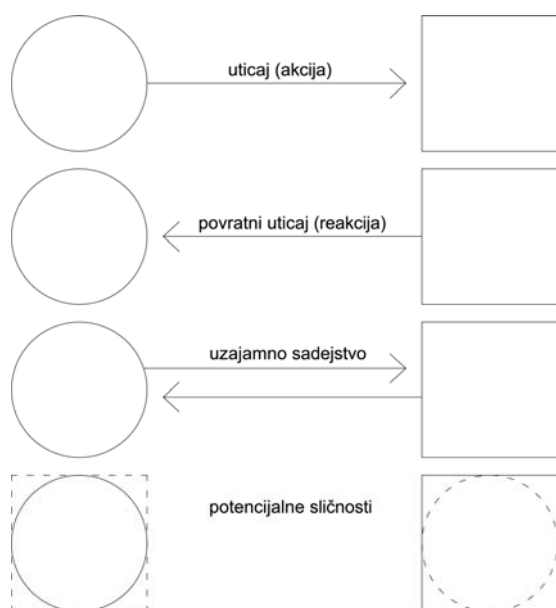 uticaj (akcija)
povratni uticaj (reakcija)
uzajamno sadejstvo
potencijalne sličnosti